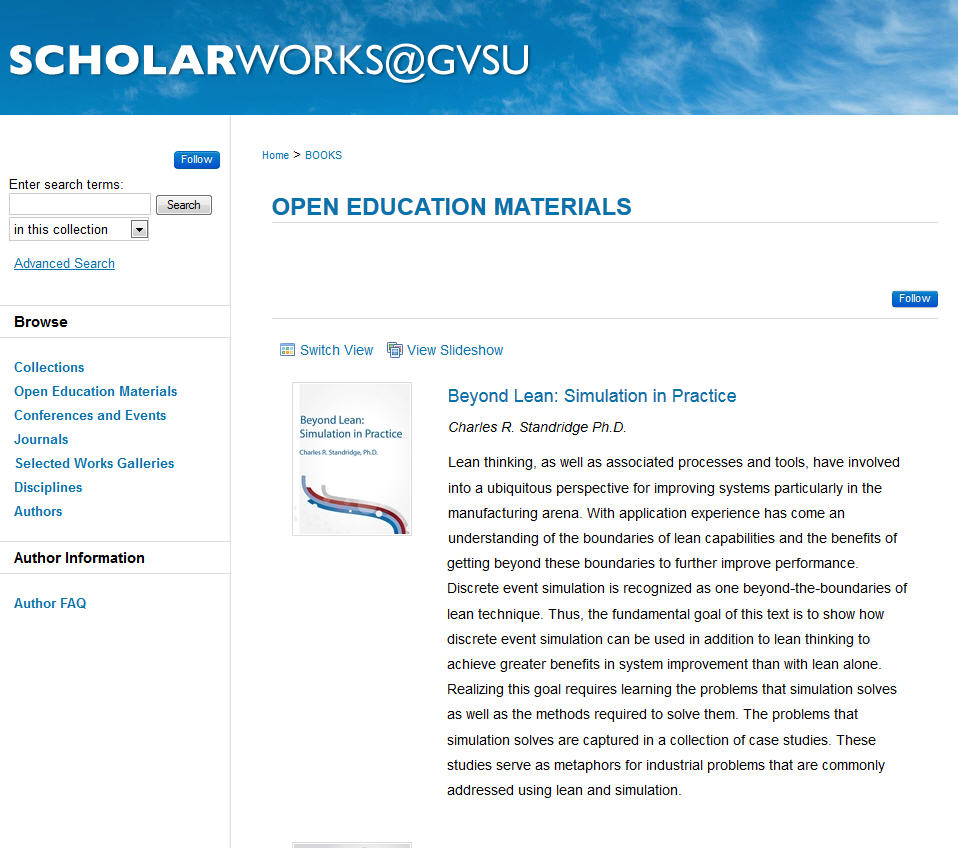 SCHOLARWORKS@GVSU
Follow
Enter search terms:
Search
in this collection
Advanced Search
Browse
Collections
Open Education Materials
Conferences and Events
Journals
Selected Works Galleries
Disciplines
Authors
Author Information
Author FAQ
Home > BOOKS
OPEN EDUCATION MATERIALS
Follow
Switch View View Slideshow
Beyond Lean:
Simulation in Practice
Charles R. Standridge, Ph.D.
Beyond Lean: Simulation in Practice
Charles R. Standridge Ph.D.
Lean thinking, as well as associated processes and tools, have involved
into a ubiquitous perspective for improving systems particularly in the
manufacturing arena. With application experience has come an
understanding of the boundaries of lean capabilities and the benefits of
getting beyond these boundaries to further improve performance.
Discrete event simulation is recognized as one beyond-the-boundaries of
lean technique. Thus, the fundamental goal of this text is to show how
discrete event simulation can be used in addition to lean thinking to
achieve greater benefits in system improvement than with lean alone.
Realizing this goal requires learning the problems that simulation solves
as well as the methods required to solve them. The problems that
simulation solves are captured in a collection of case studies. These
studies serve as metaphors for industrial problems that are commonly
addressed using lean and simulation.